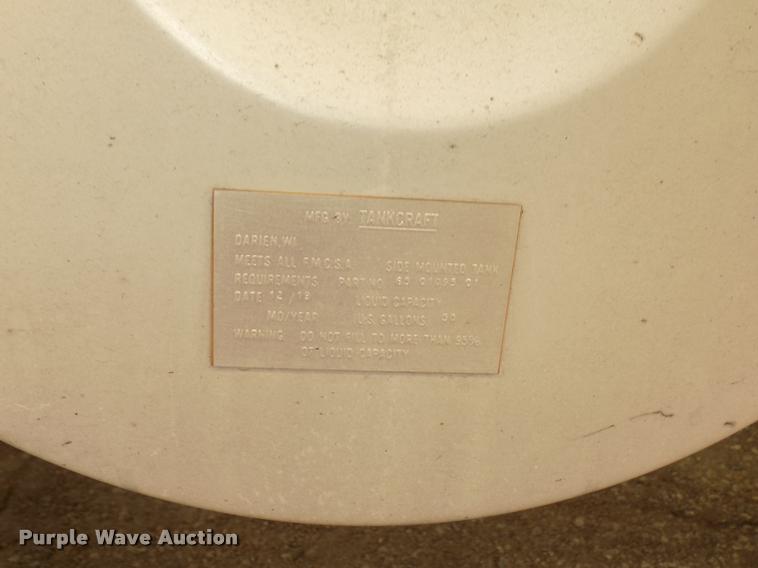 MFG BY TANKCRAFT
DARIEN, WI
MEETS ALL F.M.C.S.A. SIDE MOUNTED TANK
REQUIREMENTS PART NO.
DATE 12/19 LIQUID CAPACITY
MO/YEAR U.S. GALLONS 50
WARNING DO NOT FILL TO MORE THAN 95%
OF LIQUID CAPACITY
Purple Wave Auction